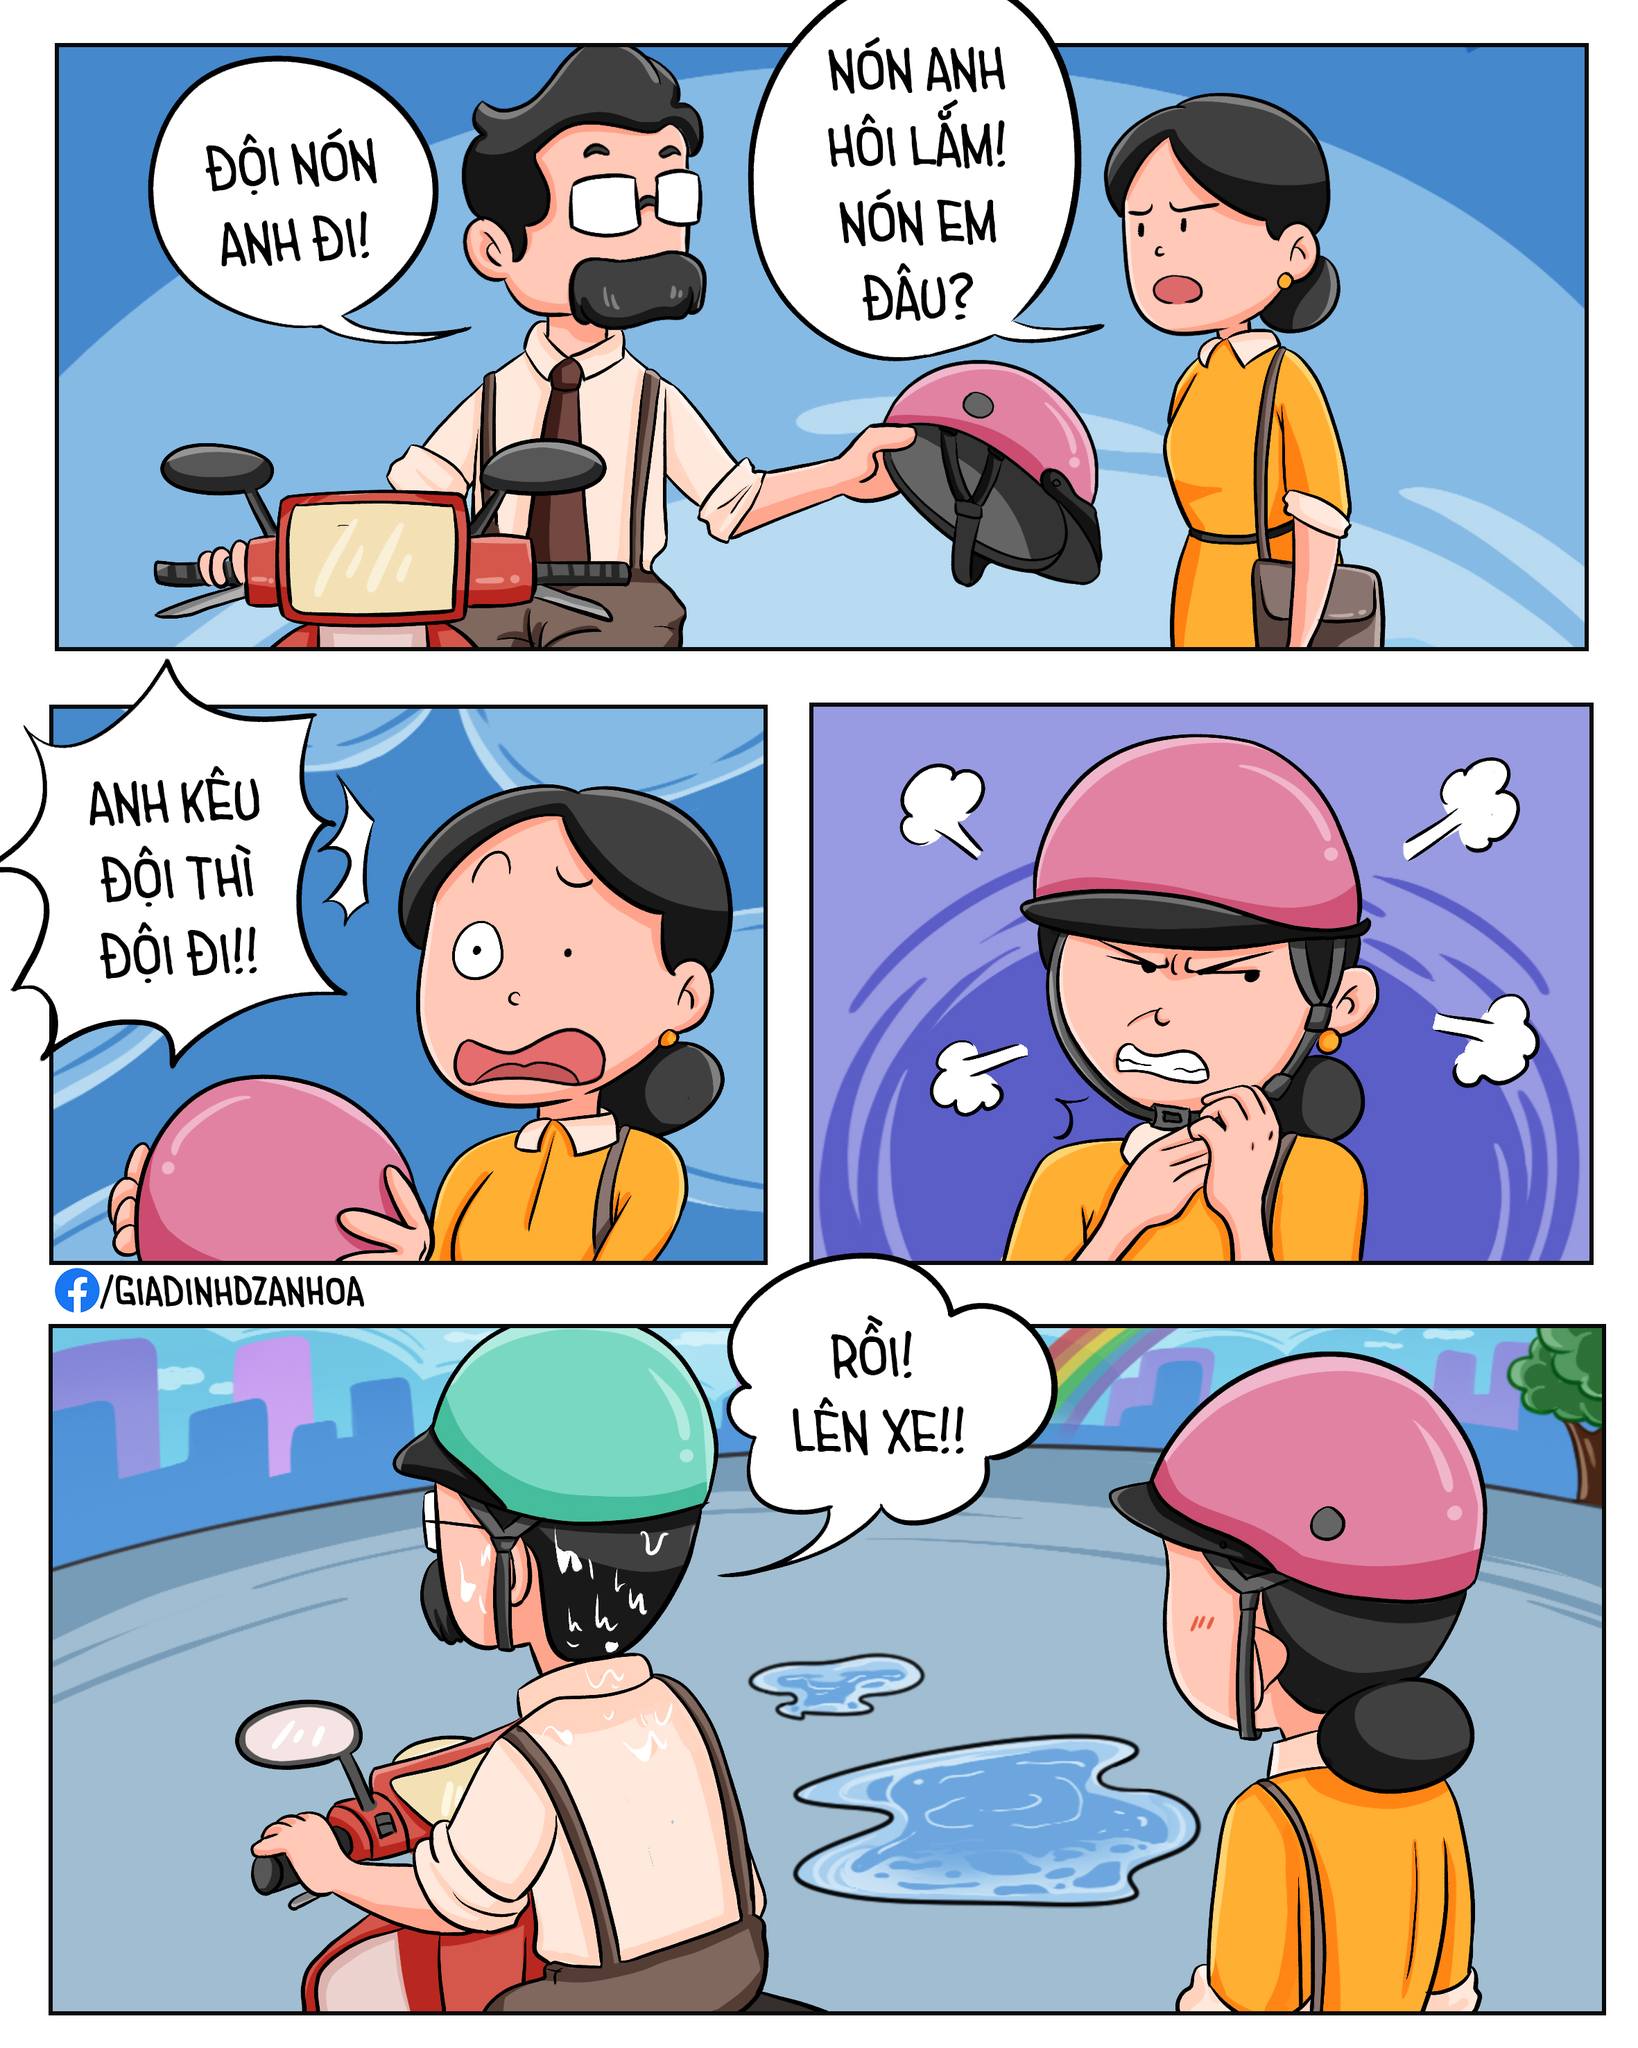 ĐỘI NÓN
ANH ĐI!
NÓN ANH
HÔI LẮM!
NÓN EM
ĐÂU?
ANH KÊU
ĐỘI THÌ
ĐỘI ĐI!!
/GIADINHDZANHOA
RỒI!
LÊN XE!!